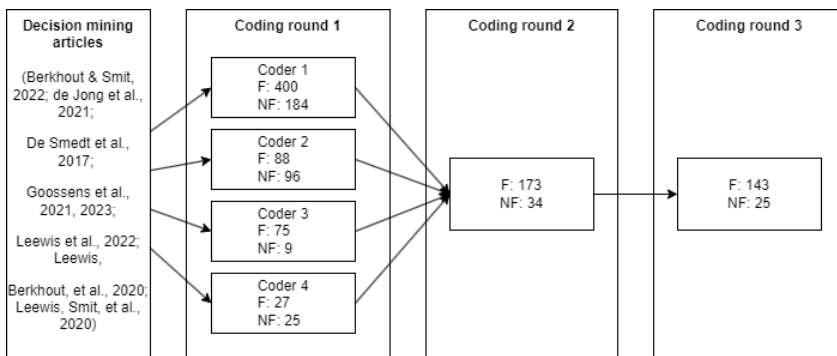 Decision mining
articles
(Berkhout & Smit,
2022; de Jong et al.,
2021;
De Smedt et al.,
2017;
Goossens et al.,
2021, 2023;
Leewis et al., 2022;
Leewis,
Berkhout, et al., 2020;
Leewis, Smit, et al.,
2020)
Coding round 1
Coder 1
F: 400
NF: 184
Coder 2
F: 88
NF: 96
Coder 3
F: 75
NF: 9
Coder 4
F: 27
NF: 25
Coding round 2
F: 173
NF: 34
Coding round 3
F: 143
NF: 25